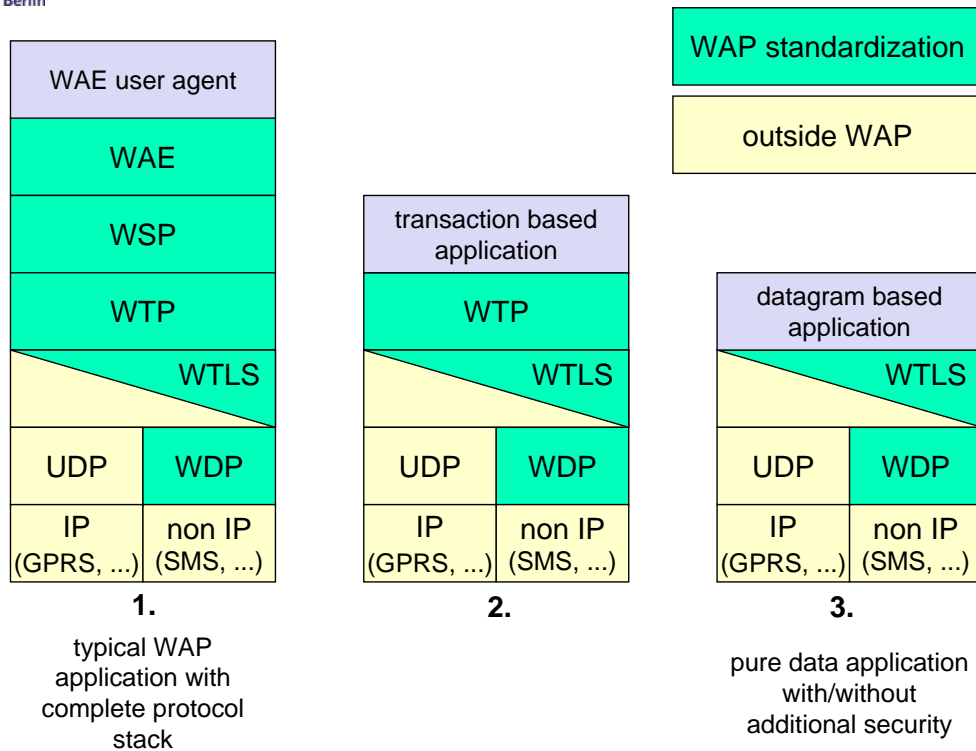 Berlin
WAP standardization
outside WAP
WAE user agent
WAE
WSP
WTP
WTLS
UDP
WDP
IP
(GPRS, ...)
non IP
(SMS, ...)
1.
typical WAP
application with
complete protocol
stack
transaction based
application
WTP
WTLS
UDP
WDP
IP
(GPRS, ...)
non IP
(SMS, ...)
2.
datagram based
application
WTLS
UDP
WDP
IP
(GPRS, ...)
non IP
(SMS, ...)
3.
pure data application
with/without
additional security